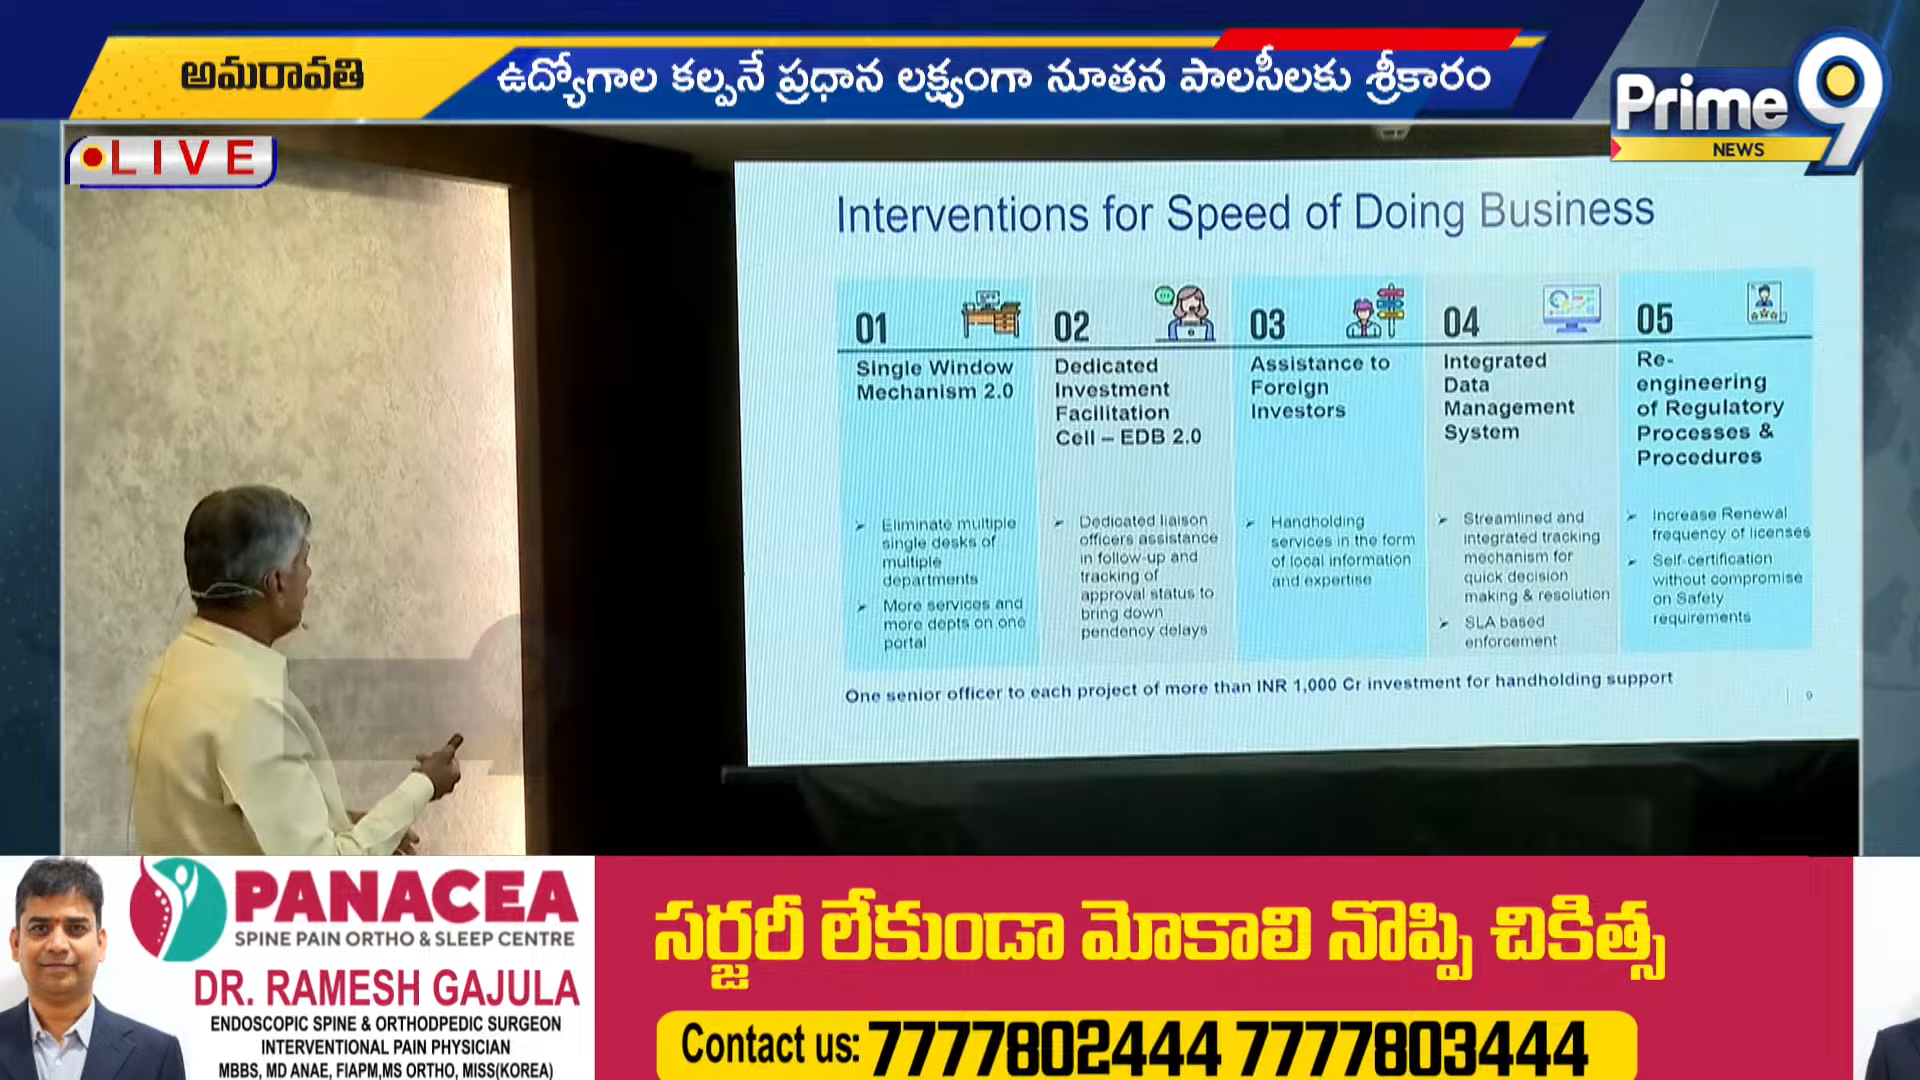 అమరావతి
ఉద్యోగాల కల్పనే ప్రధాన లక్ష్యంగా నూతన పాలసీలకు శ్రీకారం
Prime9
NEWS
LIVE
Interventions for Speed of Doing Business
01
Single Window
Mechanism 2.0
Eliminate multiple
single desks of
multiple
departments
More services and
more depts on one
portal
02
Dedicated
Investment
Facilitation
Cell – EDB 2.0
Dedicated liaison
officers assistance
in follow-up and
tracking of
approval status to
bring down
pendency delays
03
Assistance to
Foreign
Investors
Handholding
services in the form
of local information
and expertise
04
Integrated
Data
Management
System
Streamlined and
integrated tracking
mechanism for
quick decision
making & resolution
SLA based
enforcement
05
Re-
engineering
of Regulatory
Processes &
Procedures
Increase Renewal
frequency of licenses
Self-certification
without compromise
on Safety
requirements
One senior officer to each project of more than INR 1,000 Cr investment for handholding support
9
PANACEA
SPINE PAIN ORTHO & SLEEP CENTRE
DR. RAMESH GAJULA
ENDOSCOPIC SPINE & ORTHODPEDIC SURGEON
INTERVENTIONAL PAIN PHYSICIAN
MBBS, MD ANAE, FIAPM,MS ORTHO, MISS(KOREA)
సర్జరీ లేకుండా మోకాలి నొప్పి చికిత్స
Contact us: 7777802444 7777803444